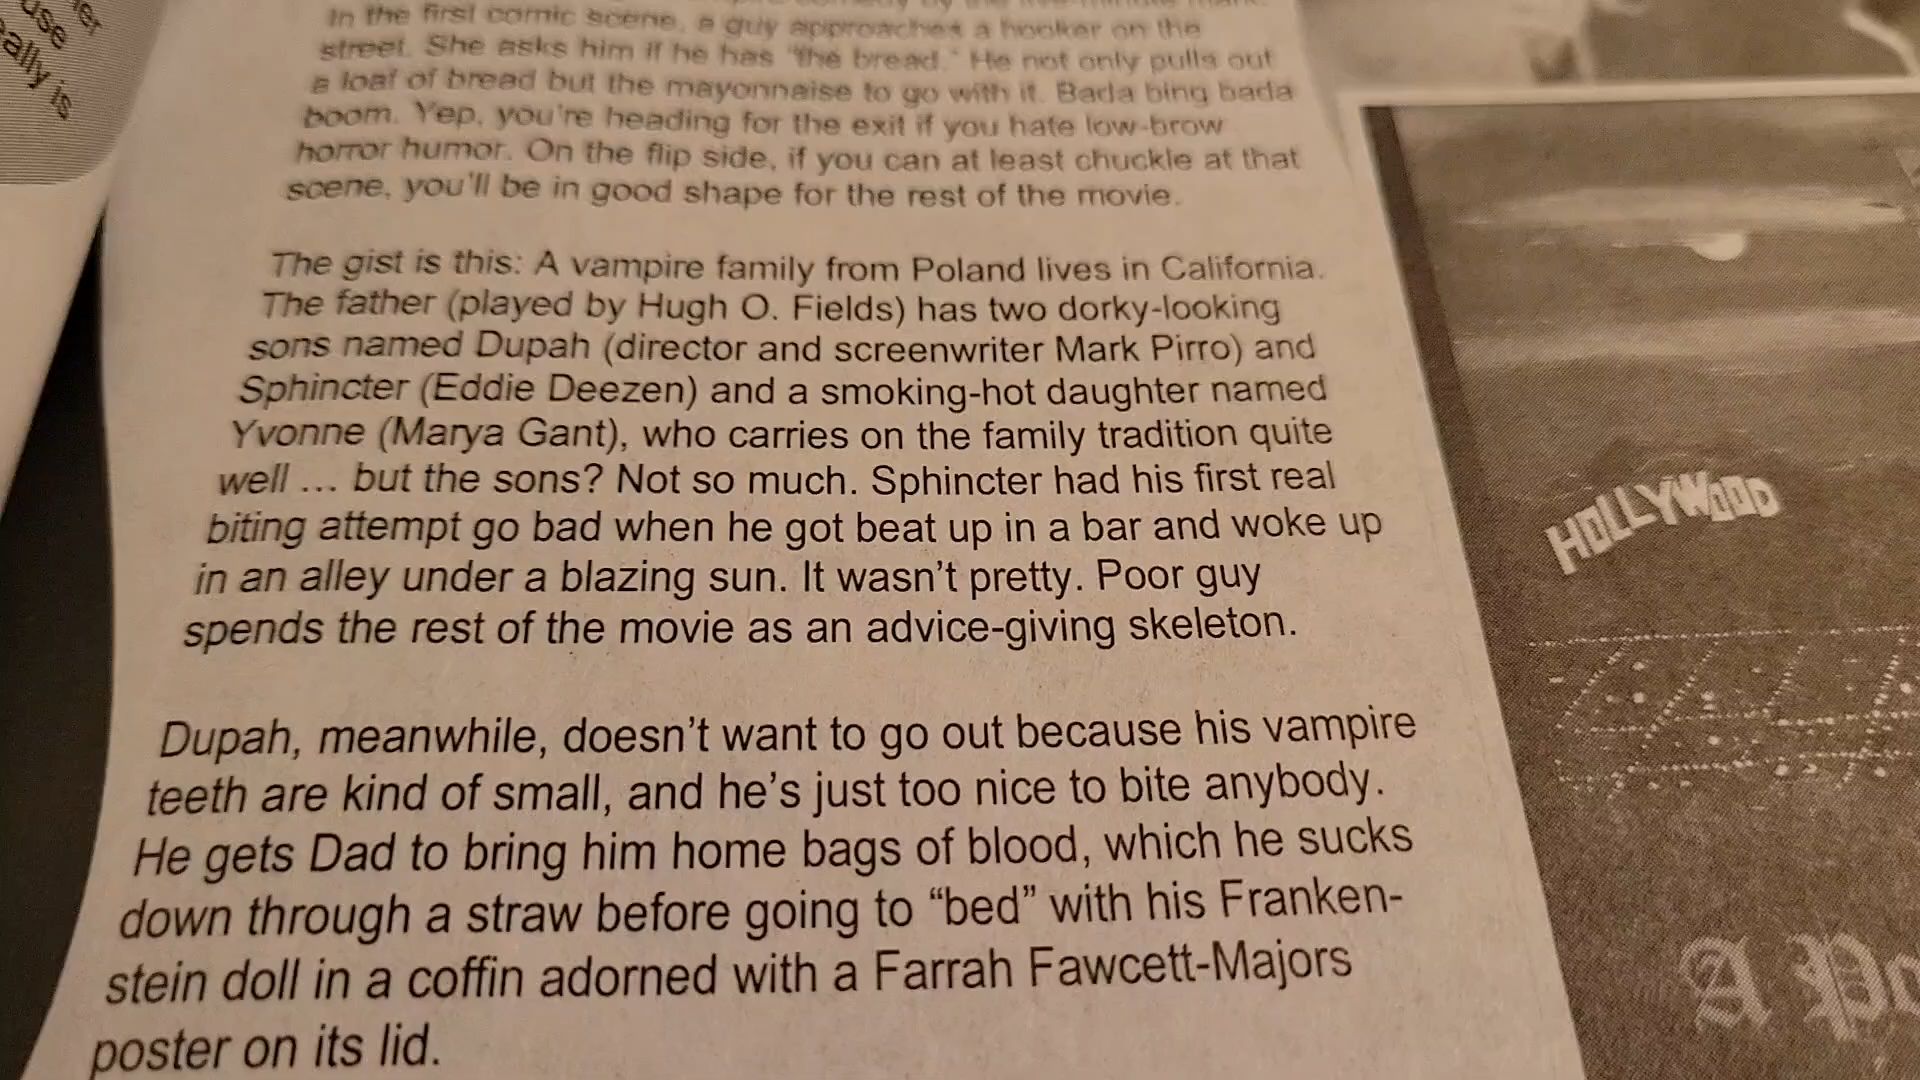 use
er
eally is
In the first comic scene, a guy approaches a hooker on the
street. She asks him if he has "the bread." He not only pulls out
a loaf of bread but the mayonnaise to go with it. Bada bing bada
boom. Yep, you're heading for the exit if you hate low-brow
horror humor. On the flip side, if you can at least chuckle at that
scene, you'll be in good shape for the rest of the movie.
The gist is this: A vampire family from Poland lives in California.
The father (played by Hugh O. Fields) has two dorky-looking
sons named Dupah (director and screenwriter Mark Pirro) and
Sphincter (Eddie Deezen) and a smoking-hot daughter named
Yvonne (Marya Gant), who carries on the family tradition quite
well ... but the sons? Not so much. Sphincter had his first real
biting attempt go bad when he got beat up in a bar and woke up
in an alley under a blazing sun. It wasn't pretty. Poor guy
spends the rest of the movie as an advice-giving skeleton.
Dupah, meanwhile, doesn't want to go out because his vampire
teeth are kind of small, and he's just too nice to bite anybody.
He gets Dad to bring him home bags of blood, which he sucks
down through a straw before going to “bed” with his Franken-
stein doll in a coffin adorned with a Farrah Fawcett-Majors
poster on its lid.
HOLLYWOOD
A Po